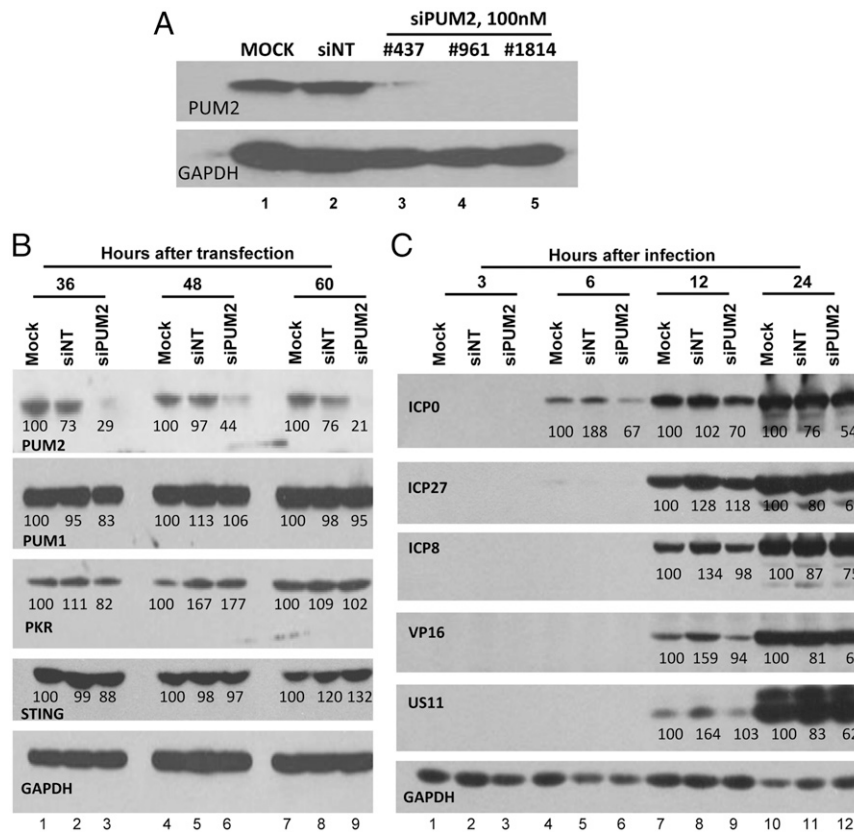 A
siPUM2, 100nM
MOCK siNT #437 #961 #1814
PUM2
GAPDH
1 2 3 4 5
B
Hours after transfection
36 48 60
Mock siNT siPUM2 Mock siNT siPUM2 Mock siNT siPUM2
100 73 29 100 97 44 100 76 21
PUM2
100 95 83 100 113 106 100 98 95
PUM1
100 111 82 100 167 177 100 109 102
PKR
100 99 88 100 98 97 100 120 132
STING
GAPDH
1 2 3 4 5 6 7 8 9
C
Hours after infection
3 6 12 24
Mock siNT siPUM2 Mock siNT siPUM2 Mock siNT siPUM2 Mock siNT siPUM2
ICP0
100 188 67 100 102 70 100 76 54
ICP27
100 128 118 100 80
ICP8
100 134 98 100 87 75
VP16
100 159 94 100 81
US11
100 164 103 100 83 62
GAPDH
1 2 3 4 5 6 7 8 9 10 11 12